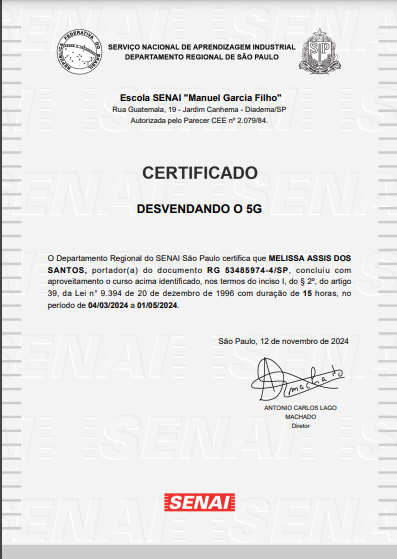 REPÚBLICA FEDERATIVA DO BRASIL
SERVIÇO NACIONAL DE APRENDIZAGEM INDUSTRIAL
DEPARTAMENTO REGIONAL DE SÃO PAULO
Escola SENAI "Manuel Garcia Filho"
Rua Guatemala, 19 - Jardim Canhema - Diadema/SP
Autorizada pelo Parecer CEE nº 2.079/84.
CERTIFICADO
DESVENDANDO O 5G
O Departamento Regional do SENAI São Paulo certifica que MELISSA ASSIS DOS
SANTOS, portador(a) do documento RG 53485974-4/SP, concluiu com
aproveitamento o curso acima identificado, nos termos do inciso I, do § 2º, do artigo
39, da Lei n° 9.394 de 20 de dezembro de 1996 com duração de 15 horas, no
período de 04/03/2024 a 01/05/2024.
São Paulo, 12 de novembro de 2024
Amachado
ANTONIO CARLOS LAGO
MACHADO
Diretor
SENAI